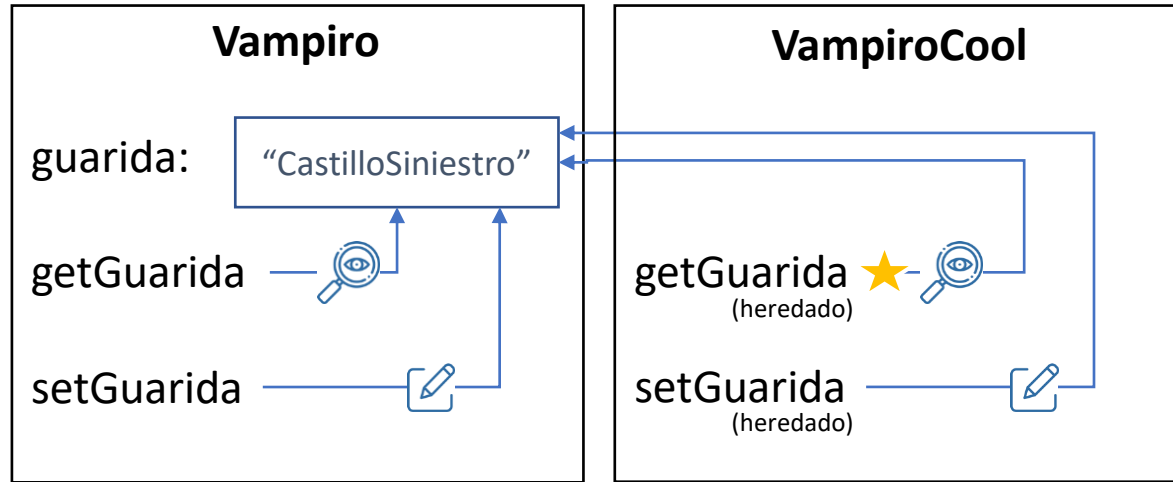 Vampiro
guarida:
“CastilloSiniestro”
getGuarida
setGuarida
VampiroCool
getGuarida
(heredado)
setGuarida
(heredado)